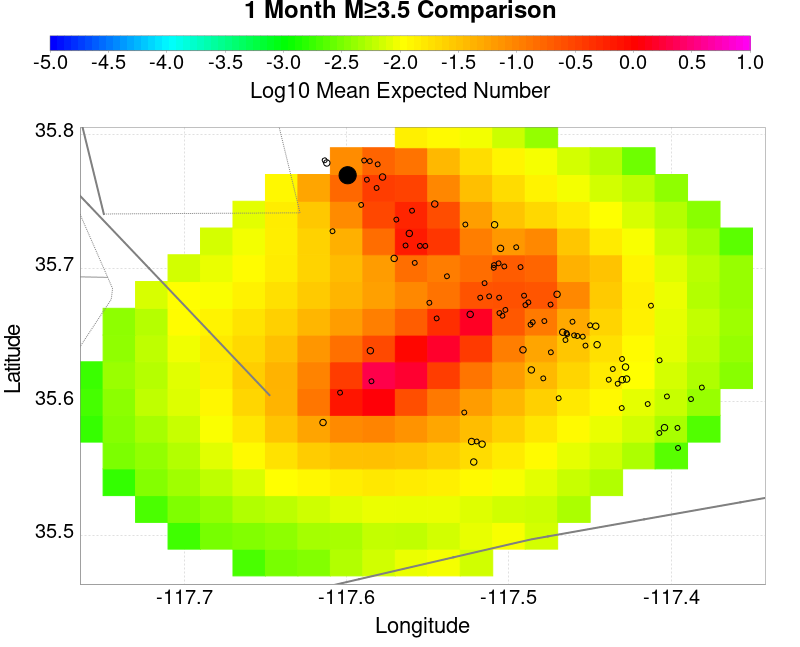 1 Month M≥3.5 Comparison
-5.0 -4.5 -4.0 -3.5 -3.0 -2.5 -2.0 -1.5 -1.0 -0.5 0.0 0.5 1.0
Log10 Mean Expected Number
35.8
35.7
35.6
35.5
Latitude
-117.7 -117.6 -117.5 -117.4
Longitude